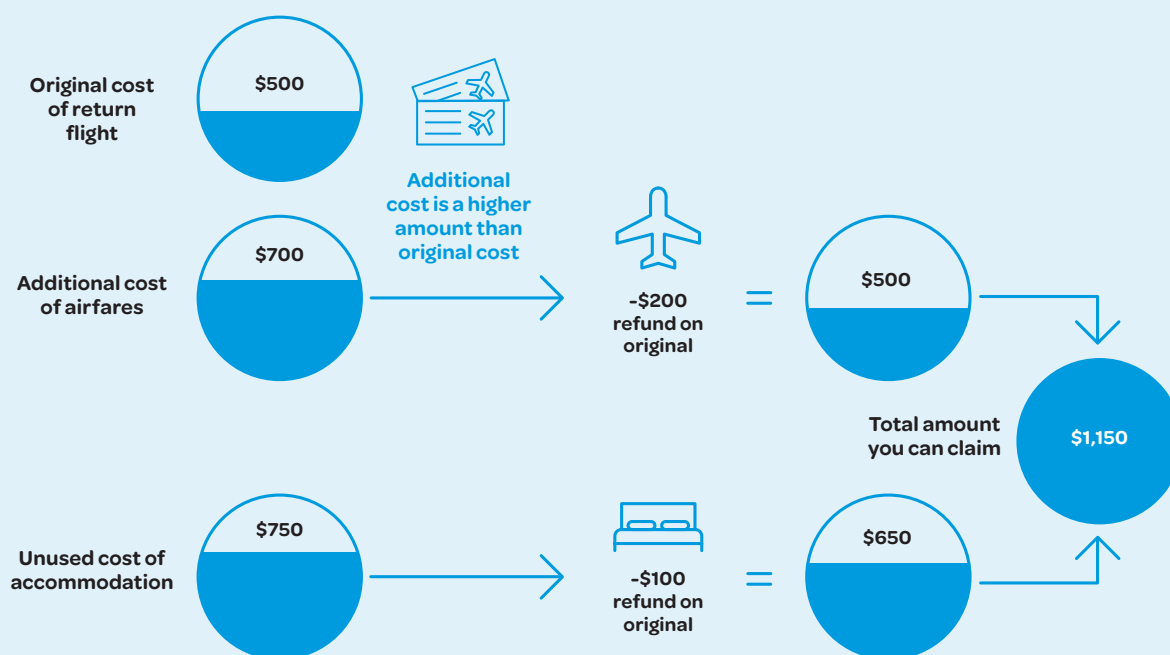 Original cost
of return
flight
$500
Additional
cost is a higher
amount than
original cost
Additional cost
of airfares
$700
-$200
refund on
original
=
$500
Total amount
you can claim
$1,150
Unused cost of
accommodation
$750
-$100
refund on
original
=
$650